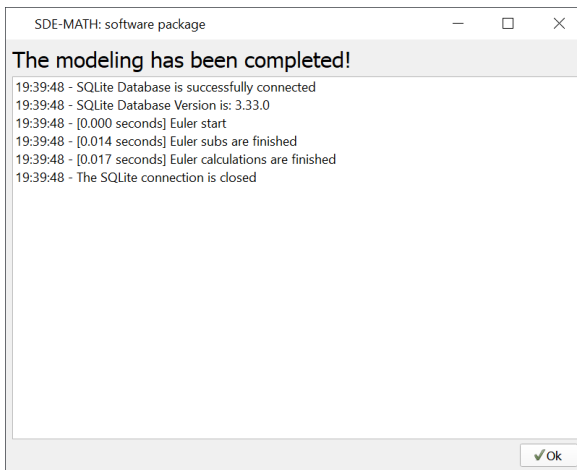 SDE-MATH: software package
The modeling has been completed!
19:39:48 - SQLite Database is successfully connected
19:39:48 - SQLite Database Version is: 3.33.0
19:39:48 - [0.000 seconds] Euler start
19:39:48 - [0.014 seconds] Euler subs are finished
19:39:48 - [0.017 seconds] Euler calculations are finished
19:39:48 - The SQLite connection is closed
Ok